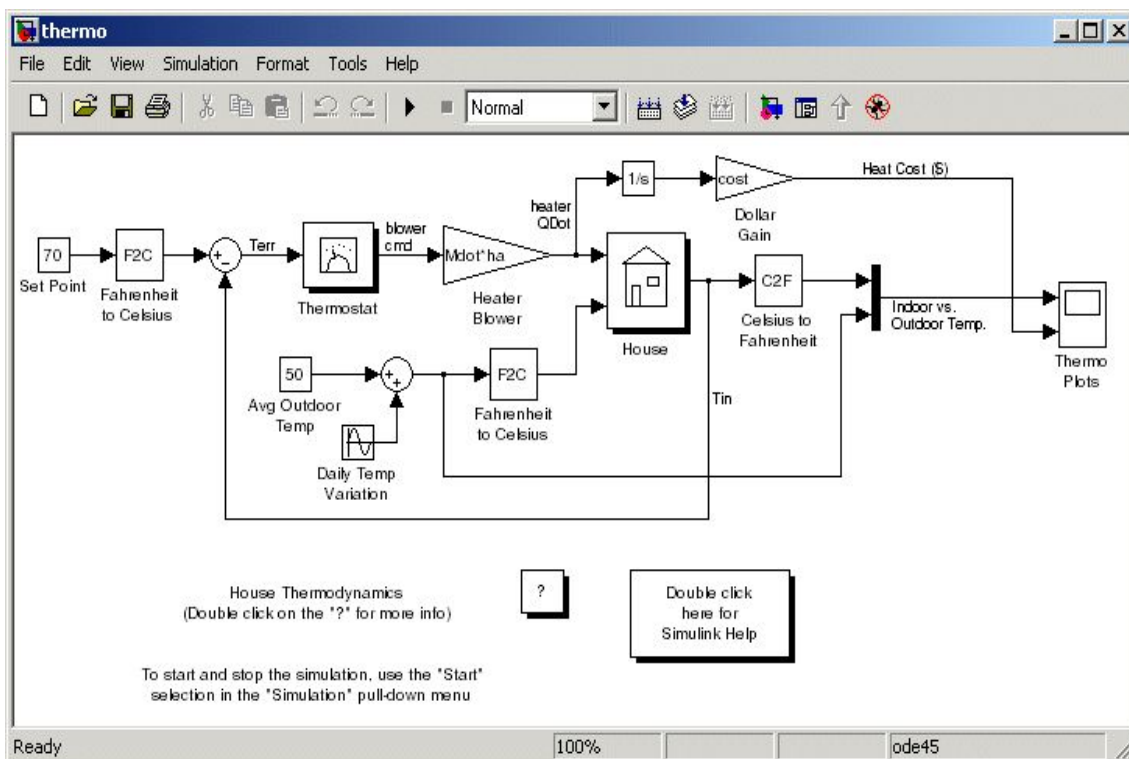 thermo
File Edit View Simulation Format Tools Help
Normal
1/s
cost
Heat Cost ($)
Dollar
Gain
heater
QDot
blower
cmd
70
Set Point
F2C
Fahrenheit
to Celsius
+
−
Terr
Thermostat
Mdot*ha
Heater
Blower
House
C2F
Celsius to
Fahrenheit
Indoor vs.
Outdoor Temp.
Thermo
Plots
50
Avg Outdoor
Temp
+
+
F2C
Fahrenheit
to Celsius
Tin
Daily Temp
Variation
House Thermodynamics
(Double click on the "?" for more info)
?
Double click
here for
Simulink Help
To start and stop the simulation, use the "Start"
selection in the "Simulation" pull-down menu
Ready 100% ode45